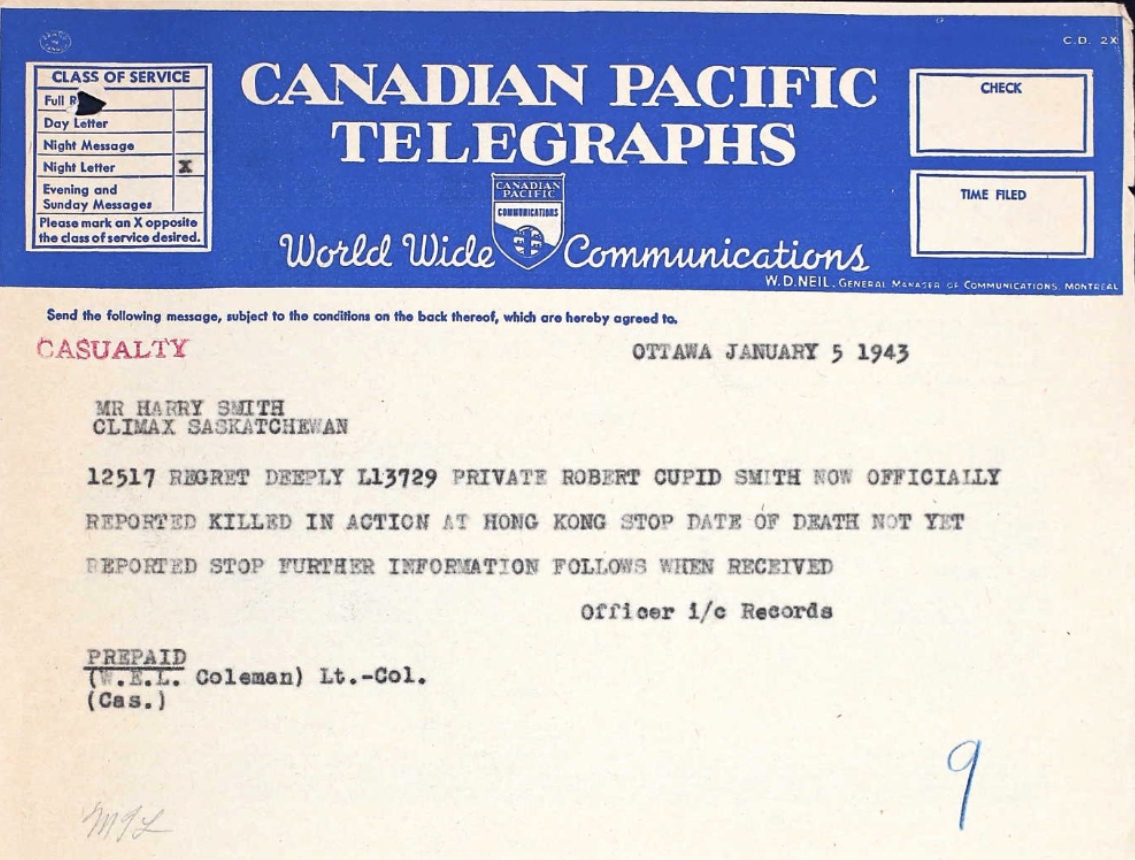 C.D. 2X
CLASS OF SERVICE
Full
Day Letter
Night Message
Night Letter X
Evening and
Sunday Messages
Please mark an X opposite
the class of service desired.
CANADIAN PACIFIC
TELEGRAPHS
CANADIAN
PACIFIC
COMMUNICATIONS
World Wide Communications
CHECK
TIME FILED
W.D.NEIL, GENERAL MANAGER OF COMMUNICATIONS, MONTREAL
Send the following message, subject to the conditions on the back thereof, which are hereby agreed to.
CASUALTY
OTTAWA JANUARY 5 1943
MR HARRY SMITH
CLIMAX SASKATCHEWAN
12517 REGRET DEEPLY L13729 PRIVATE ROBERT CUPID SMITH NOW OFFICIALLY
REPORTED KILLED IN ACTION AT HONG KONG STOP DATE OF DEATH NOT YET
REPORTED STOP FURTHER INFORMATION FOLLOWS WHEN RECEIVED
Officer i/c Records
PREPAID
(W.E.L. Coleman) Lt.-Col.
(Cas.)
9